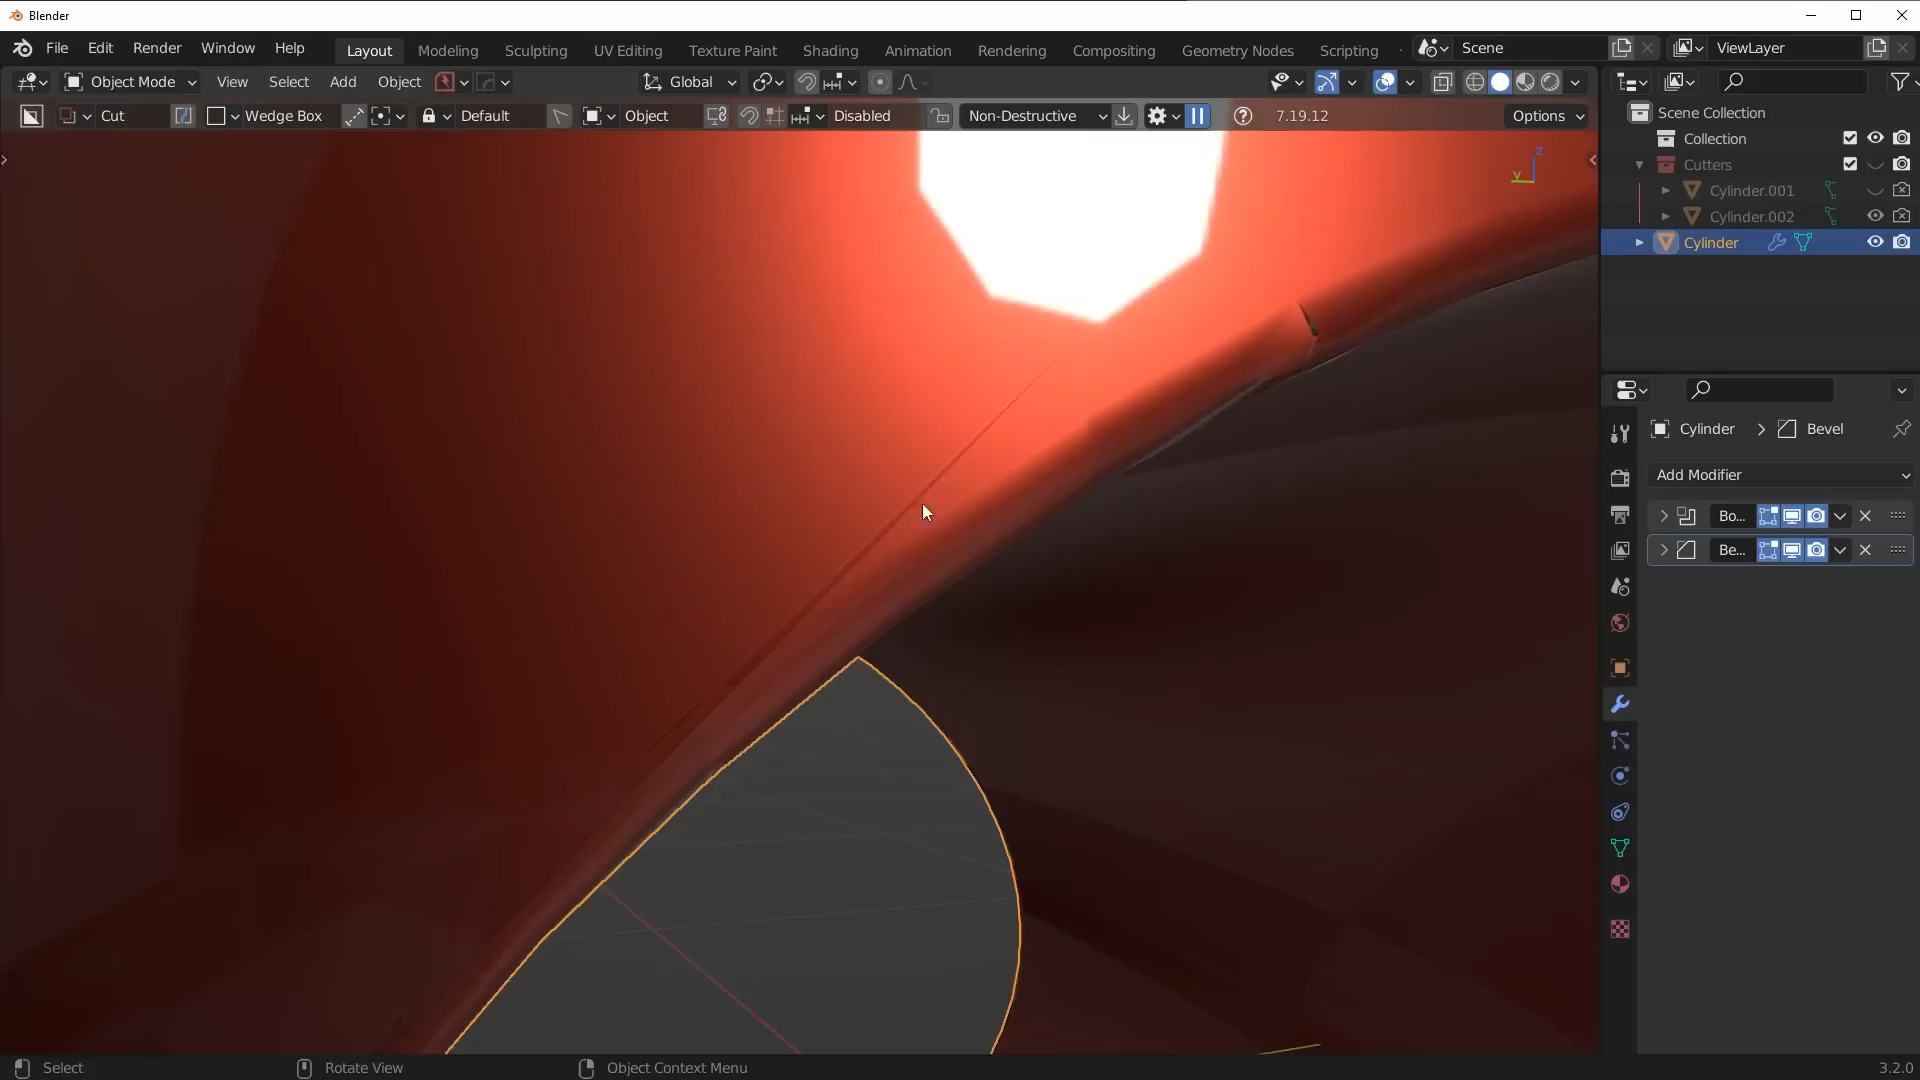 Blender
File Edit Render Window Help Layout Modeling Sculpting UV Editing Texture Paint Shading Animation Rendering Compositing Geometry Nodes Scripting Scene ViewLayer
Object Mode View Select Add Object Global
Cut Wedge Box Default Object Disabled Non-Destructive 7.19.12 Options
Scene Collection
Collection
Cutters
Cylinder.001
Cylinder.002
Cylinder
z
y
Cylinder > Bevel
Add Modifier
Bo...
Be...
Select Rotate View Object Context Menu 3.2.0